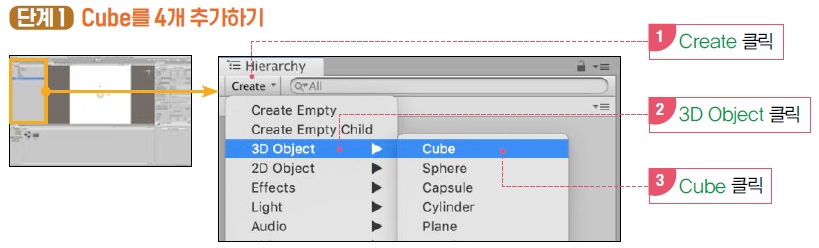 단계 1 Cube를 4개 추가하기
Hierarchy
Create
All
Create Empty
Create Empty Child
3D Object
2D Object
Effects
Light
Audio
Cube
Sphere
Capsule
Cylinder
Plane
1 Create 클릭
2 3D Object 클릭
3 Cube 클릭